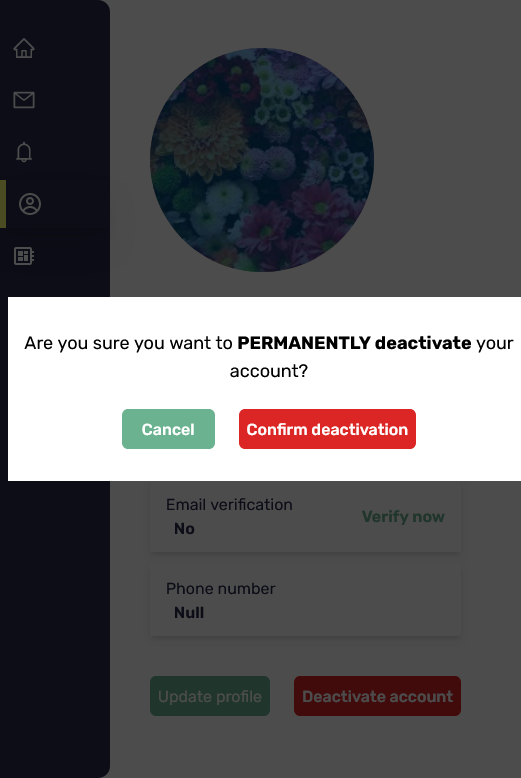 Are you sure you want to PERMANENTLY deactivate your
account?
Cancel
Confirm deactivation
Email verification
No
Verify now
Phone number
Null
Update profile
Deactivate account